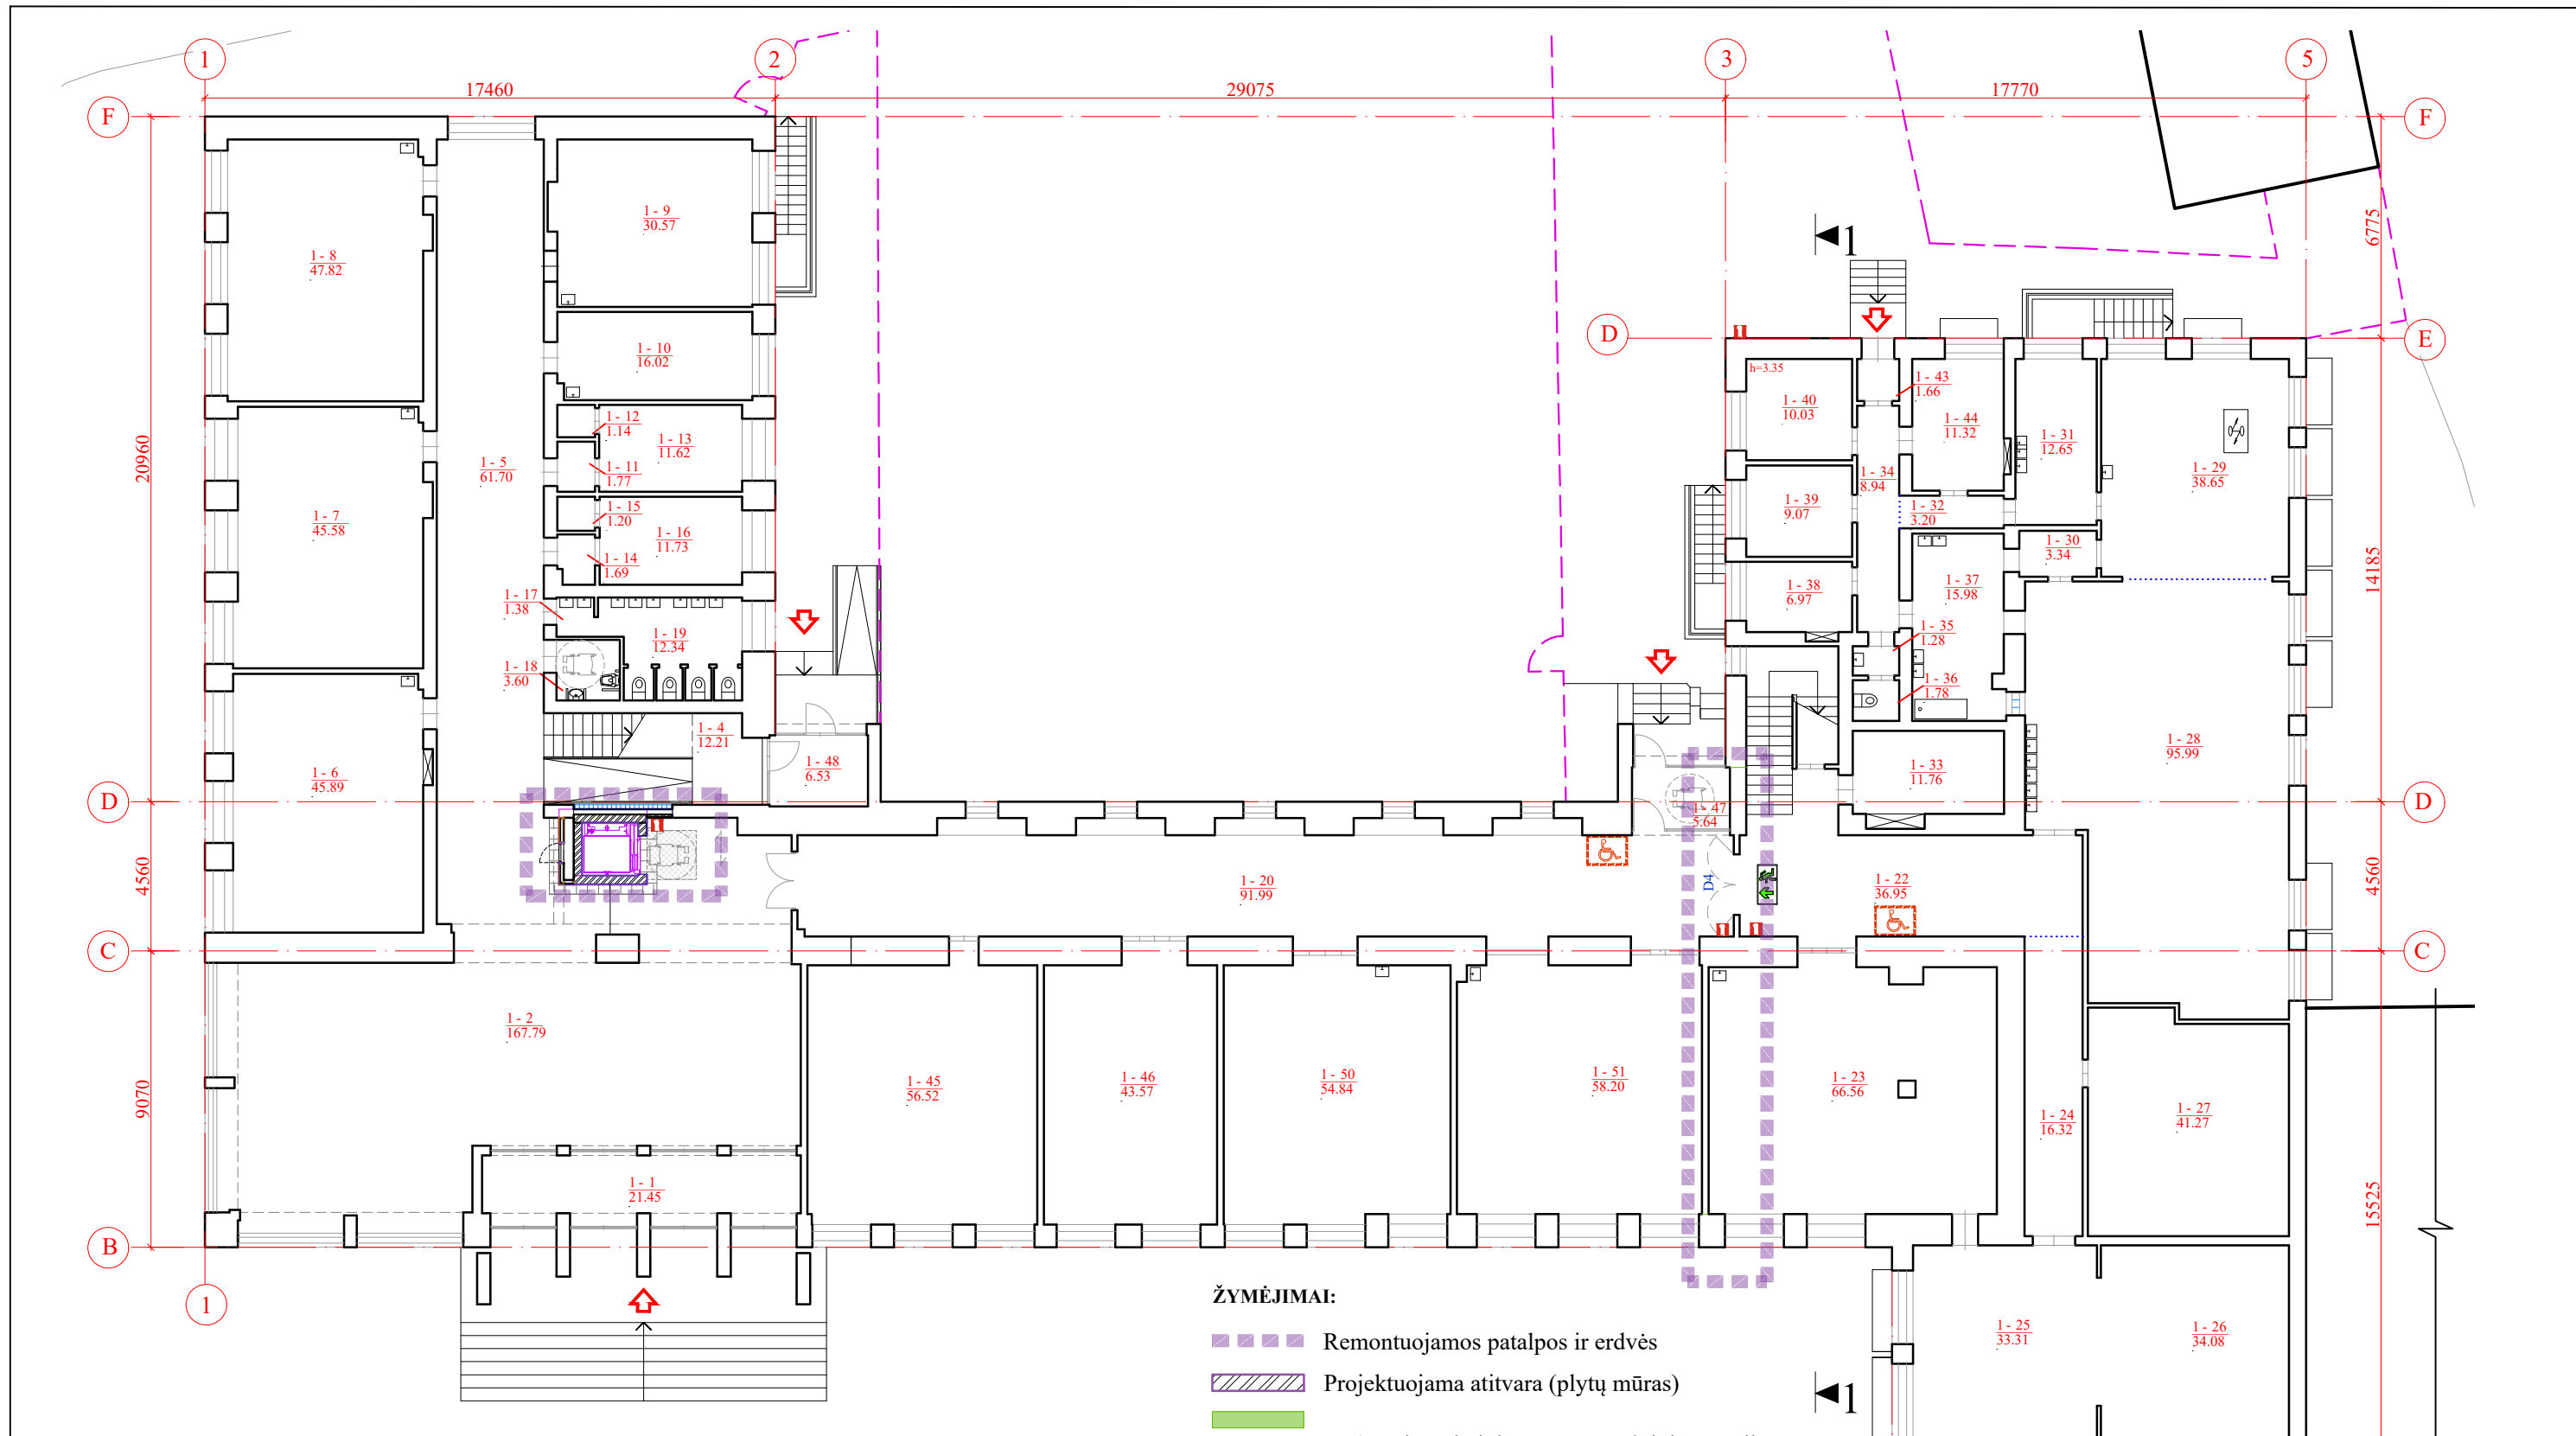 1
2
3
5
17460
29075
17770
F
F
6775
1
1 - 9
30.57
1 - 8
47.82
D
E
1 - 10
16.02
h=3.35
1 - 43
1.66
1 - 40
10.03
1 - 12
1.14
1 - 13
11.62
1 - 44
11.32
1 - 31
12.65
20960
1 - 5
61.70
1 - 11
1.77
1 - 34
8.94
1 - 29
38.65
1 - 7
45.58
1 - 15
1.20
1 - 16
11.73
1 - 39
9.07
1 - 32
3.20
1 - 14
1.69
1 - 30
3.34
14185
1 - 17
1.38
1 - 38
6.97
1 - 37
15.98
1 - 19
12.34
1 - 35
1.28
1 - 18
3.60
1 - 36
1.78
1 - 4
12.21
1 - 28
95.99
1 - 6
45.89
1 - 48
6.53
1 - 33
11.76
D
D
1 - 47
5.64
4560
4560
1 - 20
91.99
D4
1 - 22
36.95
C
C
1 - 2
167.79
9070
1 - 45
56.52
1 - 46
43.57
1 - 50
54.84
1 - 51
58.20
1 - 23
66.56
1 - 24
16.32
1 - 27
41.27
1 - 1
21.45
15525
B
1
ŽYMĖJIMAI:
Remontuojamos patalpos ir erdvės
Projektuojama atitvara (plytų mūras)
1 - 25
33.31
1 - 26
34.08
1